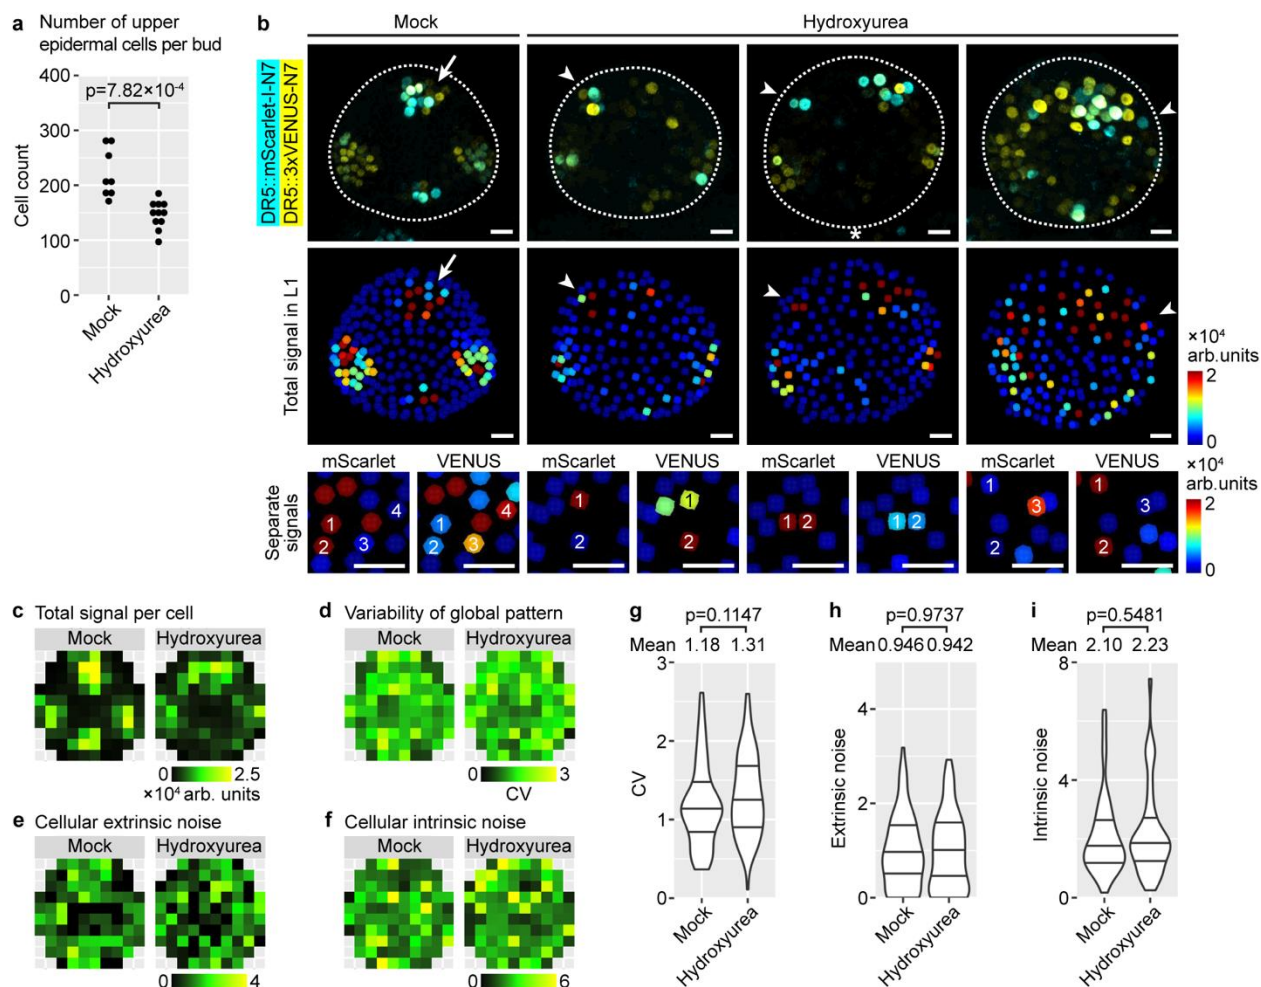 a Number of upper
epidermal cells per bud
400
p=7.82×10⁻⁴
300
200
100
0
Cell count
Mock
Hydroxyurea
b
Mock
Hydroxyurea
DR5::mScarlet-I-N7
DR5::3xVENUS-N7
*
Total signal in L1
×10⁴
arb.units
2
0
mScarlet
VENUS
mScarlet
VENUS
mScarlet
VENUS
mScarlet
VENUS
Separate
signals
1 2 3 4
1 2 3 4
1 2
1 2
1 2
1 2
1 2 3
1 2 3
×10⁴
arb.units
2
0
c Total signal per cell
Mock
Hydroxyurea
0 2.5
×10⁴ arb. units
d Variability of global pattern
Mock
Hydroxyurea
0 3
CV
e Cellular extrinsic noise
Mock
Hydroxyurea
0 4
f Cellular intrinsic noise
Mock
Hydroxyurea
0 6
g
p=0.1147
Mean 1.18 1.31
3
2
1
0
CV
Mock
Hydroxyurea
h
p=0.9737
Mean 0.946 0.942
4
2
0
Extrinsic noise
Mock
Hydroxyurea
i
p=0.5481
Mean 2.10 2.23
8
4
0
Intrinsic noise
Mock
Hydroxyurea